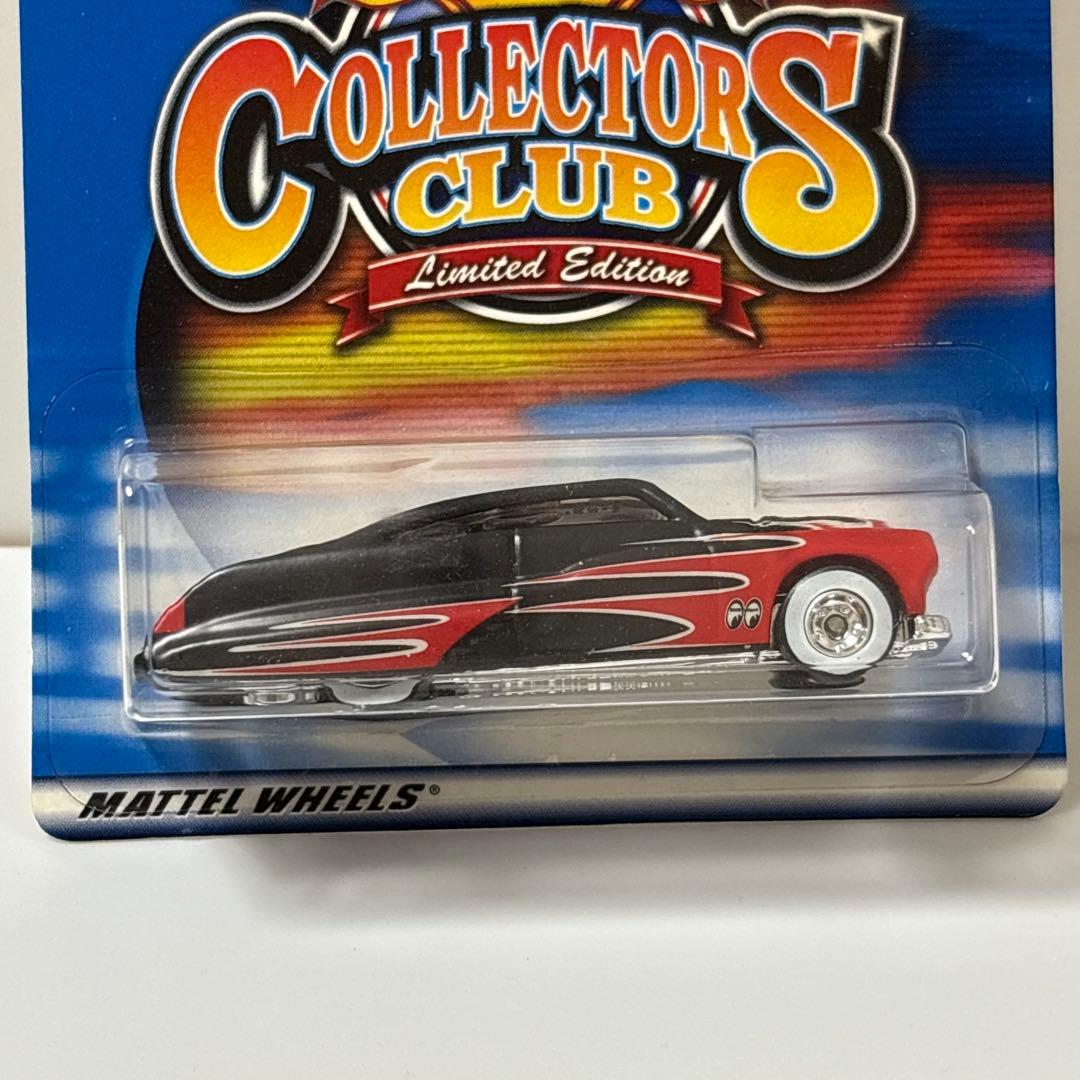 COLLECTORS
CLUB
Limited Edition
MATTEL WHEELS®